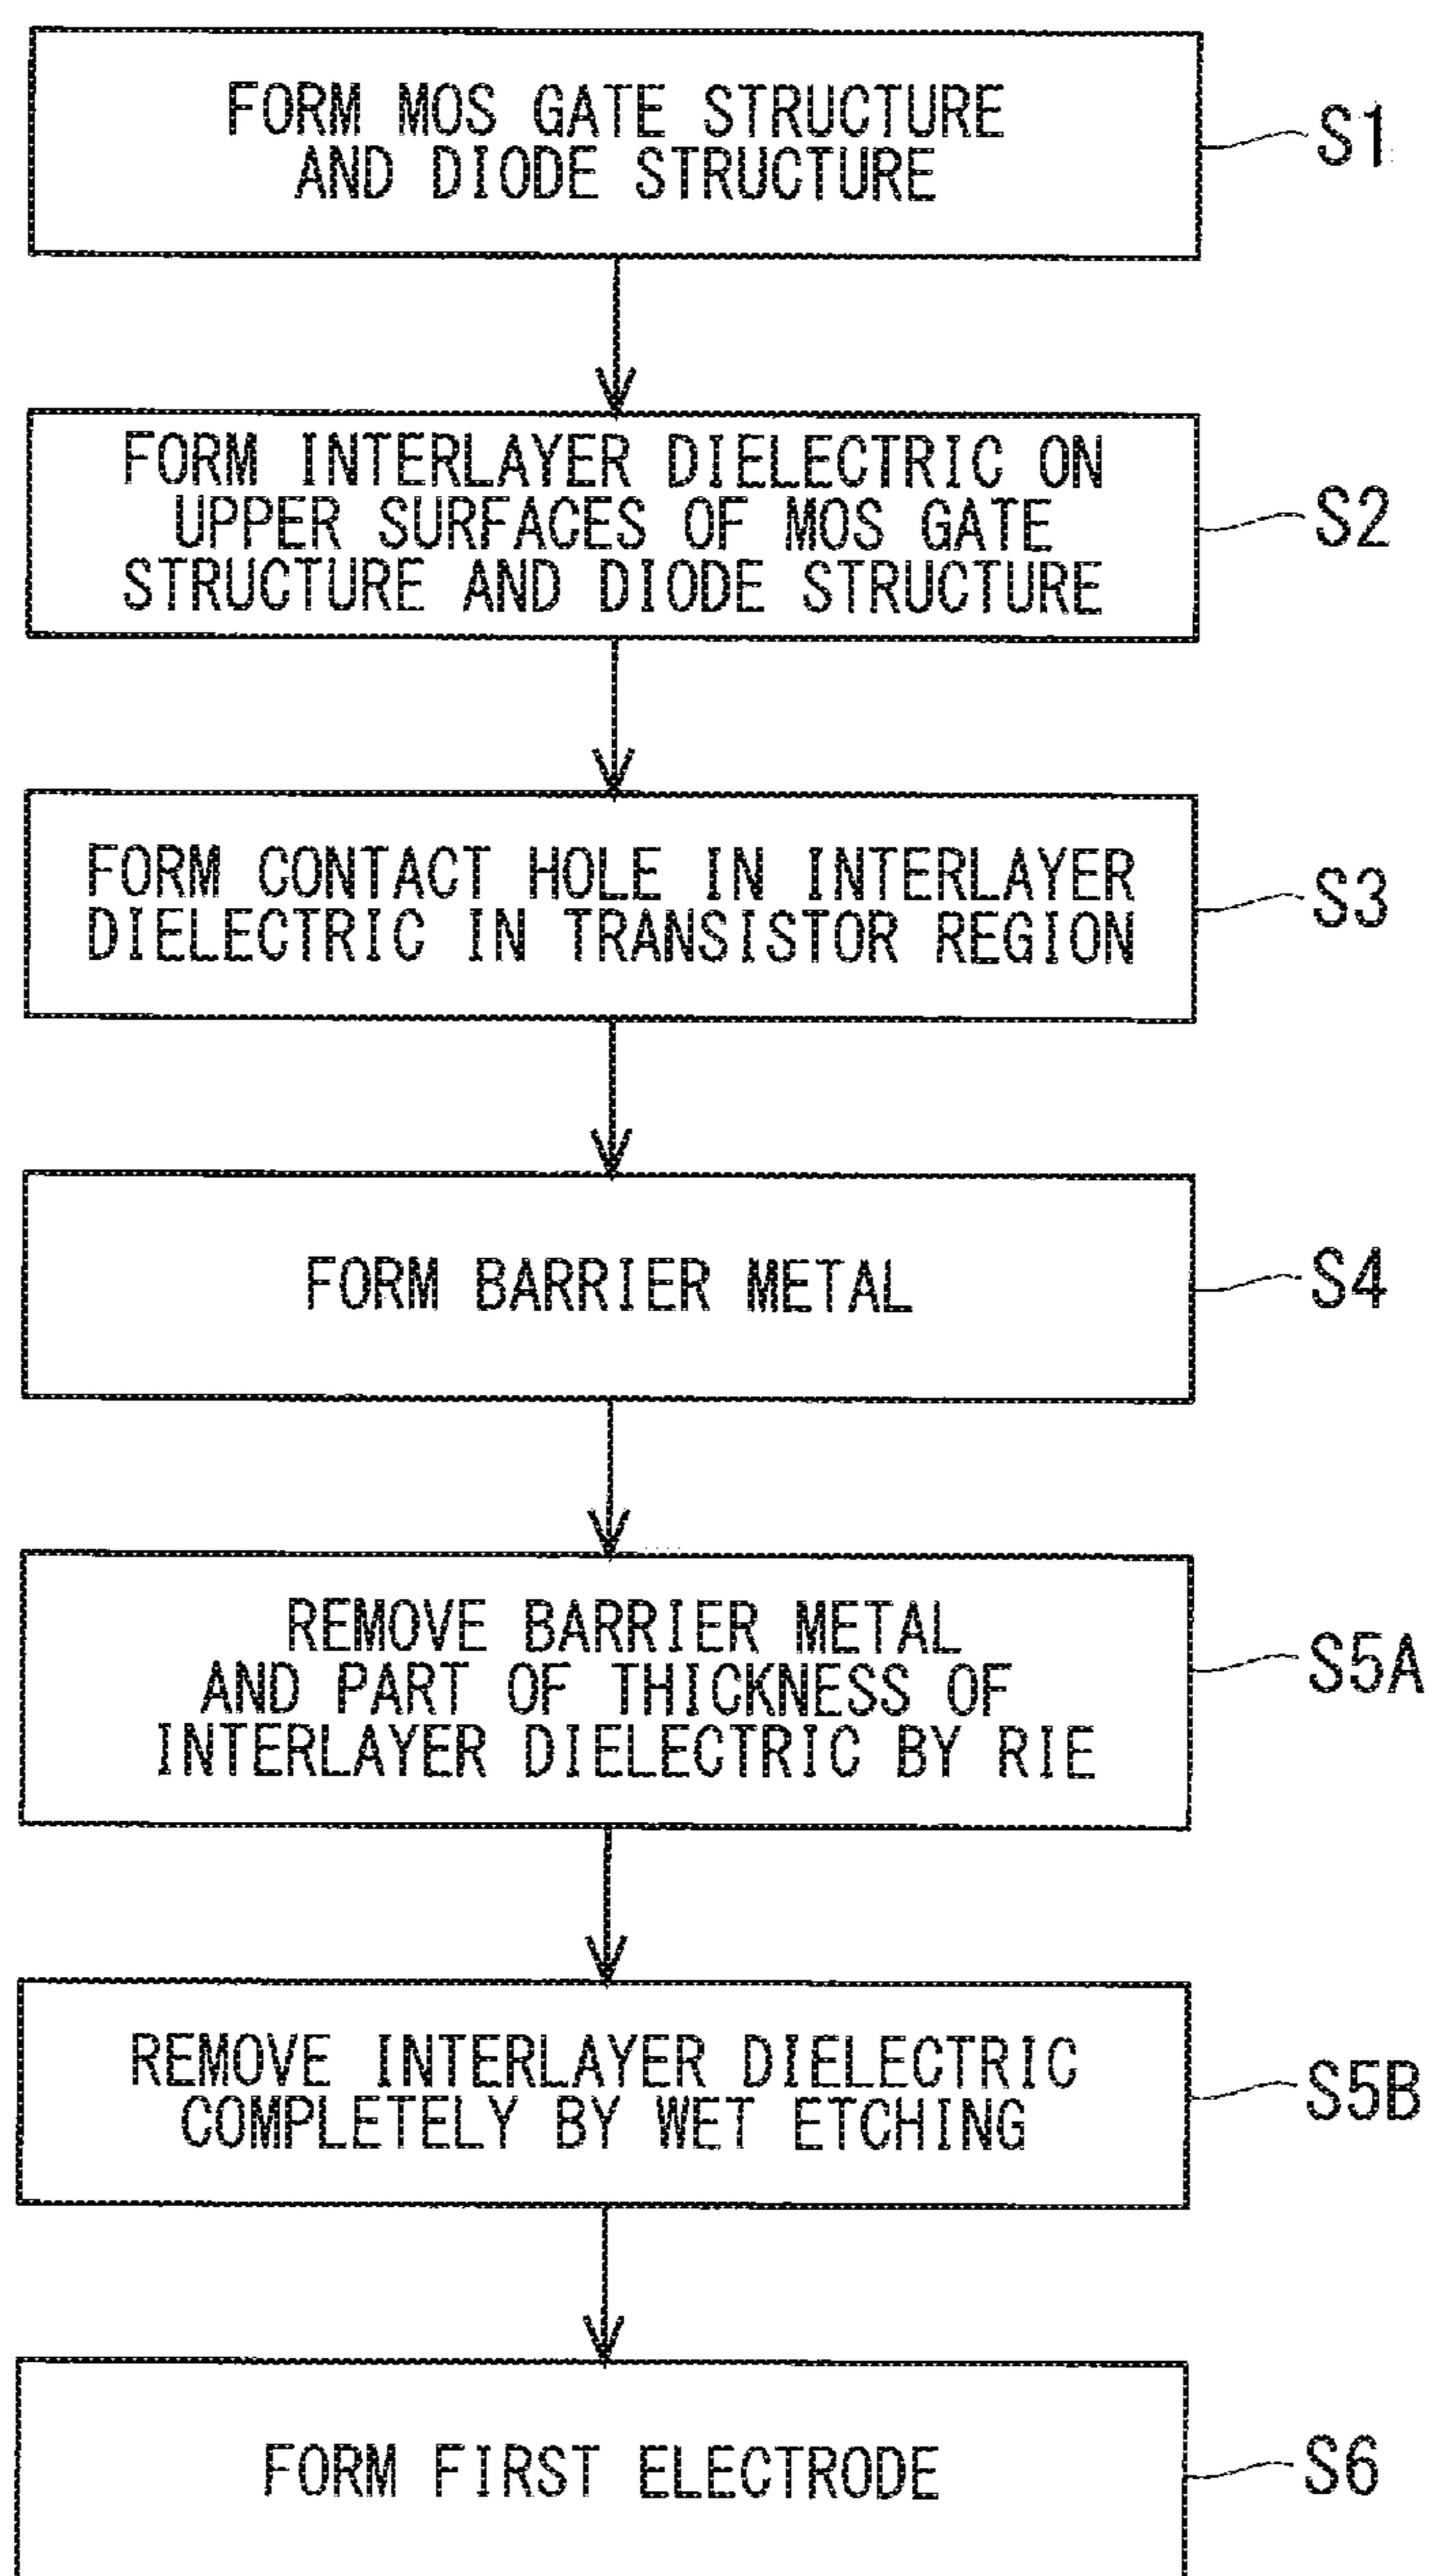 FORM MOS GATE STRUCTURE
AND DIODE STRUCTURE
S1
FORM INTERLAYER DIELECTRIC ON
UPPER SURFACES OF MOS GATE
STRUCTURE AND DIODE STRUCTURE
S2
FORM CONTACT HOLE IN INTERLAYER
DIELECTRIC IN TRANSISTOR REGION
S3
FORM BARRIER METAL
S4
REMOVE BARRIER METAL
AND PART OF THICKNESS OF
INTERLAYER DIELECTRIC BY RIE
S5A
REMOVE INTERLAYER DIELECTRIC
COMPLETELY BY WET ETCHING
S5B
FORM FIRST ELECTRODE
S6